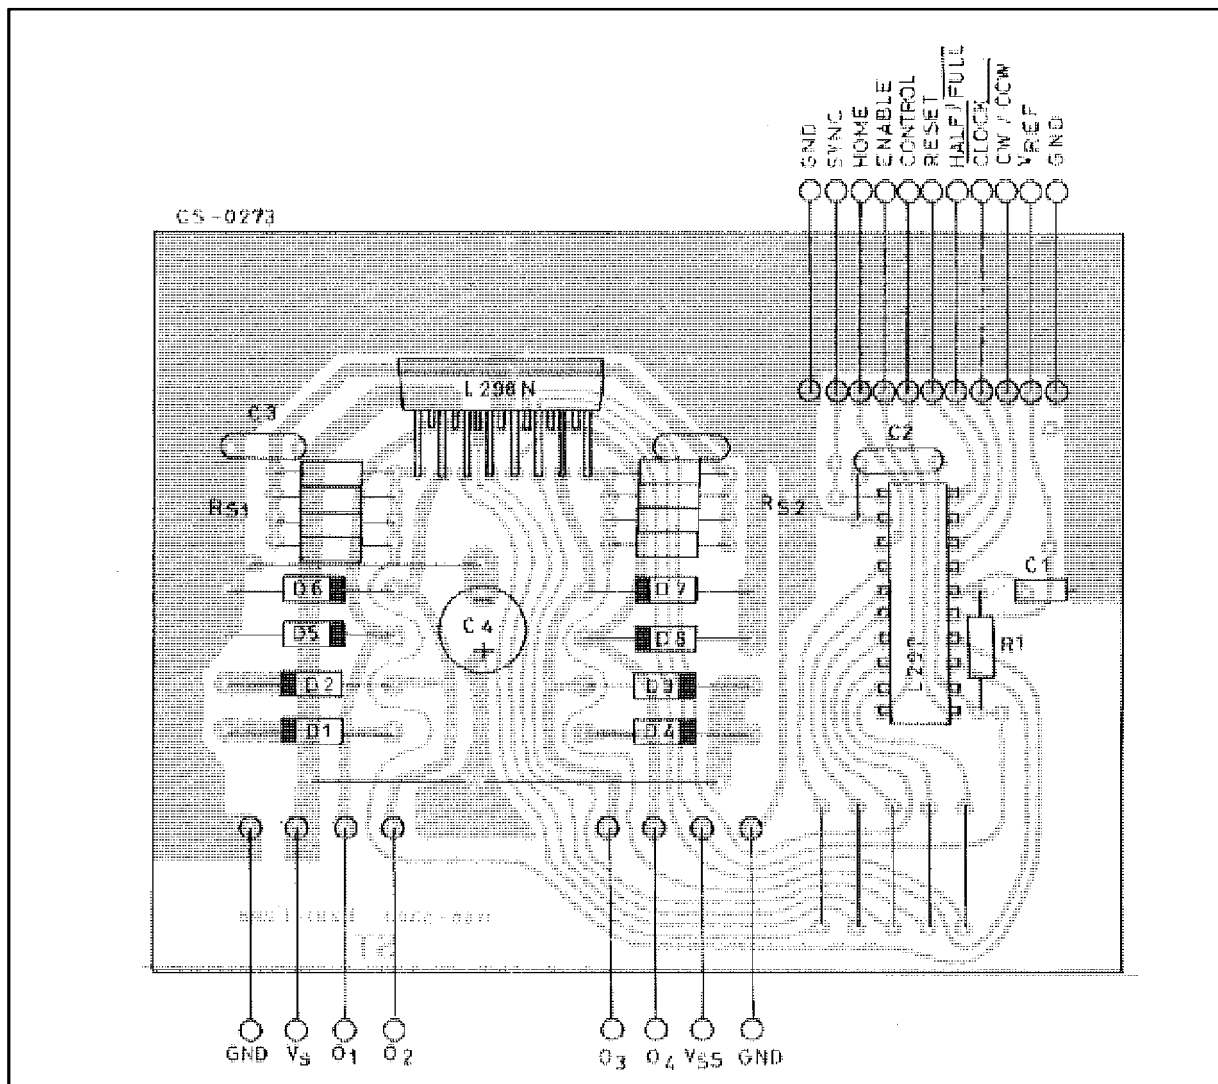 GND
SYNC
HOME
ENABLE
CONTROL
RESET
HALF/FULL
CLOCK
CW/CCW
VREF
GND
CS-0273
L298N
C3
C2
RS1
RS2
C1
D6
D7
C4
D5
D8
R1
D2
D3
D1
D4
GND
VS
O1
O2
O3
O4
VSS
GND